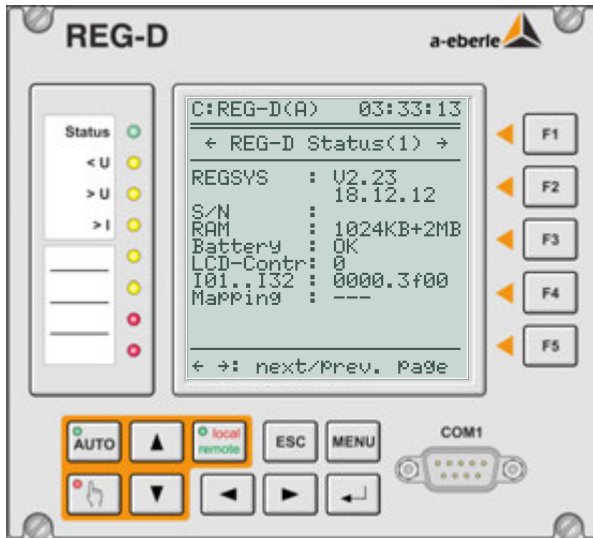 REG-D
a-eberle
Status
< U
> U
> I
C:REG-D(A) 03:33:13
← REG-D Status(1) →
REGSYS : V2.23
18.12.12
S/N :
RAM : 1024KB+2MB
Battery : OK
LCD-Contr: 0
I01..I32 : 0000.3f00
Mapping : ---
← →: next/prev. page
F1
F2
F3
F4
F5
AUTO
local
remote
ESC
MENU
COM1